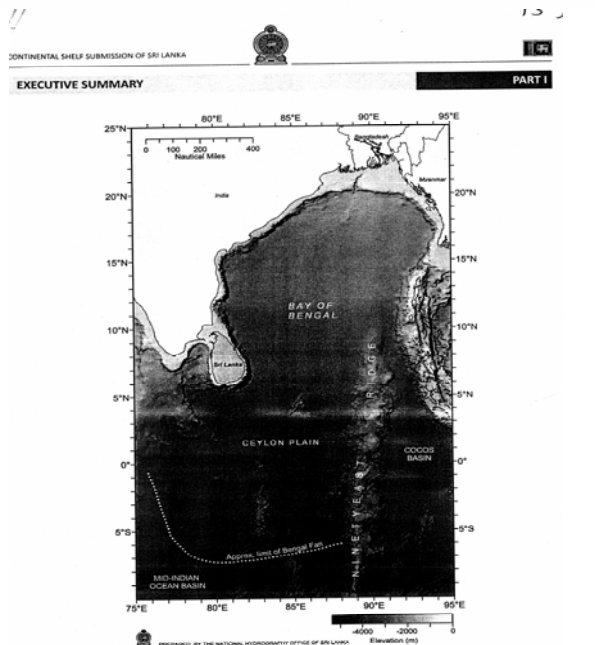 CONTINENTAL SHELF SUBMISSION OF SRI LANKA
EXECUTIVE SUMMARY
PART I
80°E 85°E 90°E 95°E
25°N
0 100 200 400
Nautical Miles
Bangladesh
Myanmar
India
20°N 20°N
15°N 15°N
BAY OF
BENGAL
10°N 10°N
Sri Lanka
5°N 5°N
CEYLON PLAIN
COCOS
BASIN
0° 0°
NINETYEAST RIDGE
5°S 5°S
Approx. limit of Bengal Fan
MID-INDIAN
OCEAN BASIN
75°E 80°E 85°E 90°E 95°E
-4000 -2000 0
Elevation (m)
PREPARED BY THE NATIONAL HYDROGRAPHY OFFICE OF SRI LANKA